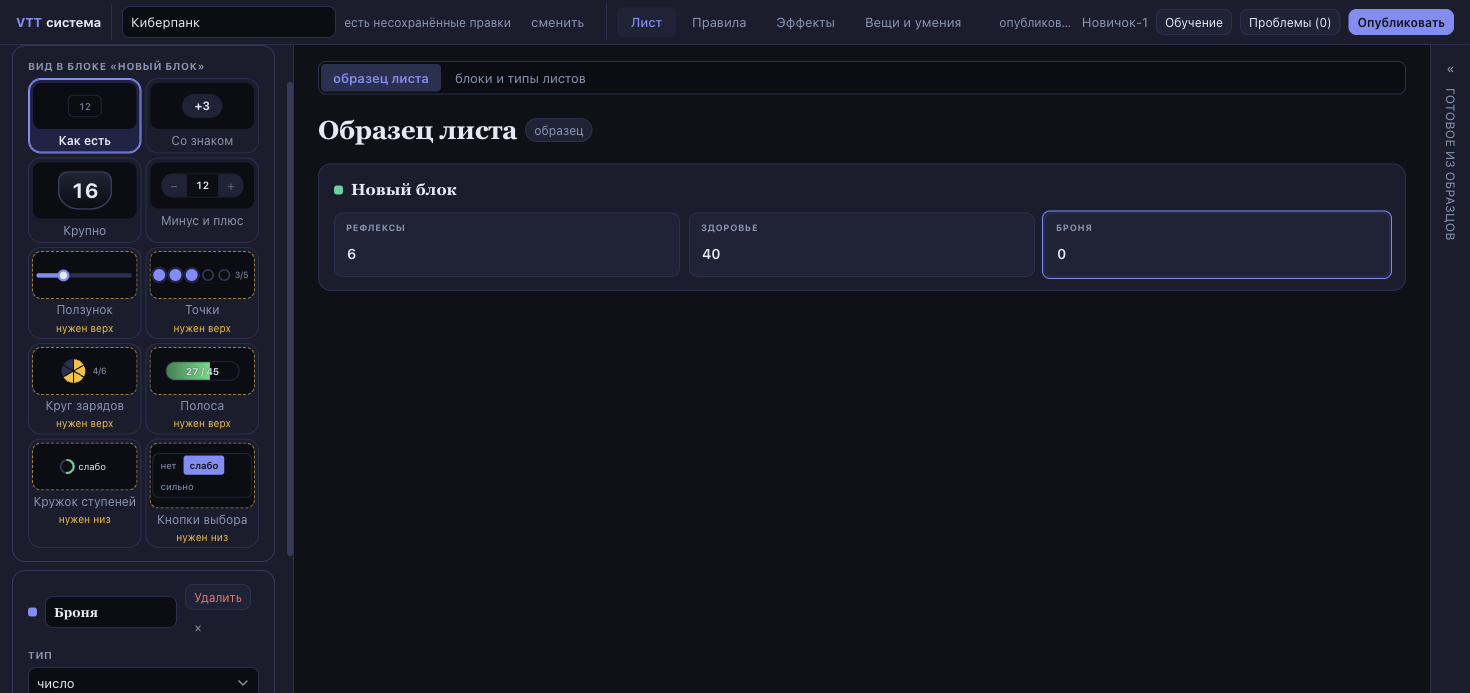 VTT система
Киберпанк
есть несохранённые правки
сменить
Лист
Правила
Эффекты
Вещи и умения
опубликов…
Новичок-1
Обучение
Проблемы (0)
Опубликовать
ВИД В БЛОКЕ «НОВЫЙ БЛОК»
12
Как есть
+3
Со знаком
16
Крупно
− 12 +
Минус и плюс
Ползунок
нужен верх
3/5
Точки
нужен верх
4/6
Круг зарядов
нужен верх
27 / 45
Полоса
нужен верх
слабо
Кружок ступеней
нужен низ
нет слабо
сильно
Кнопки выбора
нужен низ
Броня
Удалить
×
ТИП
число
образец листа
блоки и типы листов
Образец листа
образец
Новый блок
РЕФЛЕКСЫ
6
ЗДОРОВЬЕ
40
БРОНЯ
0
«
ГОТОВОЕ ИЗ ОБРАЗЦОВ